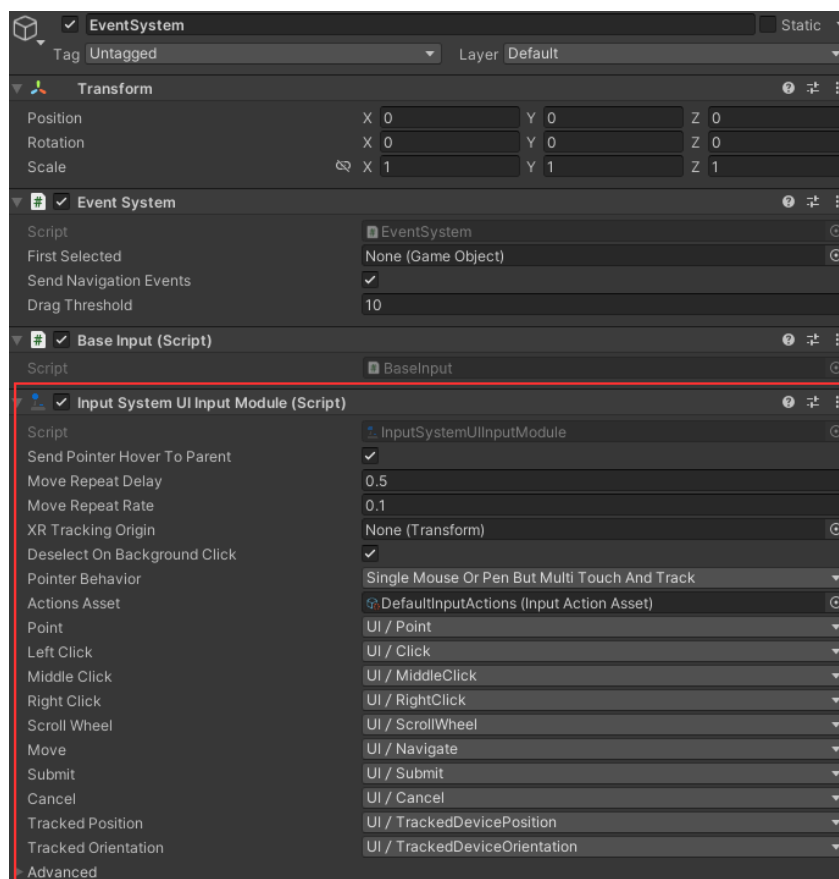 EventSystem Static
Tag Untagged Layer Default
Transform
Position X 0 Y 0 Z 0
Rotation X 0 Y 0 Z 0
Scale X 1 Y 1 Z 1
# Event System
Script EventSystem
First Selected None (Game Object)
Send Navigation Events
Drag Threshold 10
# Base Input (Script)
Script BaseInput
Input System UI Input Module (Script)
Script InputSystemUIInputModule
Send Pointer Hover To Parent
Move Repeat Delay 0.5
Move Repeat Rate 0.1
XR Tracking Origin None (Transform)
Deselect On Background Click
Pointer Behavior Single Mouse Or Pen But Multi Touch And Track
Actions Asset DefaultInputActions (Input Action Asset)
Point UI / Point
Left Click UI / Click
Middle Click UI / MiddleClick
Right Click UI / RightClick
Scroll Wheel UI / ScrollWheel
Move UI / Navigate
Submit UI / Submit
Cancel UI / Cancel
Tracked Position UI / TrackedDevicePosition
Tracked Orientation UI / TrackedDeviceOrientation
Advanced